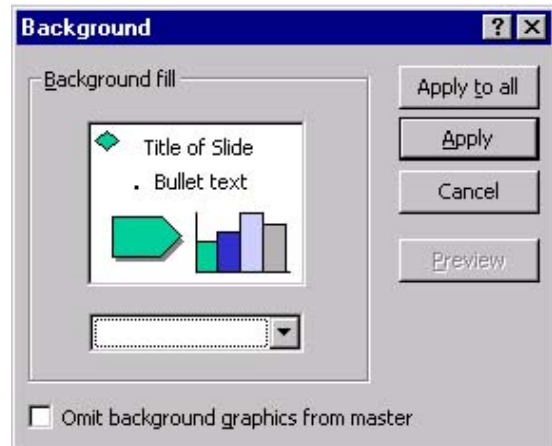 Background
Background fill
Title of Slide
. Bullet text
Apply to all
Apply
Cancel
Preview
Omit background graphics from master